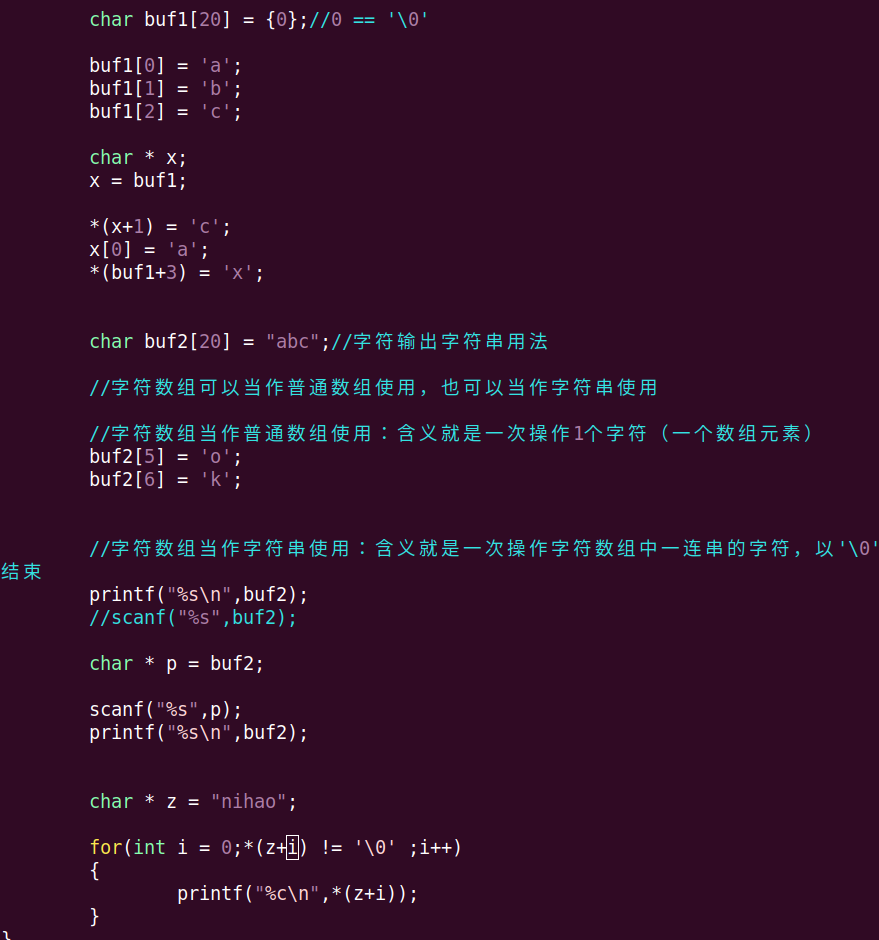 char buf1[20] = {0};//0 == '\0'
buf1[0] = 'a';
buf1[1] = 'b';
buf1[2] = 'c';
char * x;
x = buf1;
*(x+1) = 'c';
x[0] = 'a';
*(buf1+3) = 'x';
char buf2[20] = "abc";//字符输出字符串用法
//字符数组可以当作普通数组使用，也可以当作字符串使用
//字符数组当作普通数组使用：含义就是一次操作1个字符（一个数组元素）
buf2[5] = 'o';
buf2[6] = 'k';
//字符数组当作字符串使用：含义就是一次操作字符数组中一连串的字符，以'\0'
结束
printf("%s\n",buf2);
//scanf("%s",buf2);
char * p = buf2;
scanf("%s",p);
printf("%s\n",buf2);
char * z = "nihao";
for(int i = 0;*(z+i) != '\0' ;i++)
{
printf("%c\n",*(z+i));
}
}